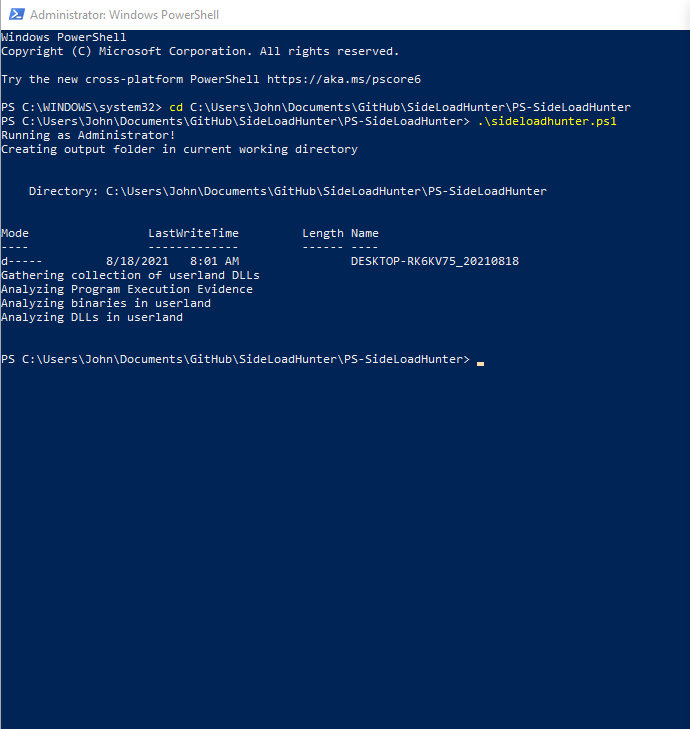 Administrator: Windows PowerShell
Windows PowerShell
Copyright (C) Microsoft Corporation. All rights reserved.
Try the new cross-platform PowerShell https://aka.ms/pscore6
PS C:\WINDOWS\system32> cd C:\Users\John\Documents\GitHub\SideLoadHunter\PS-SideLoadHunter
PS C:\Users\John\Documents\GitHub\SideLoadHunter\PS-SideLoadHunter> .\sideloadhunter.ps1
Running as Administrator!
Creating output folder in current working directory
Directory: C:\Users\John\Documents\GitHub\SideLoadHunter\PS-SideLoadHunter
Mode LastWriteTime Length Name
---- ------------- ------ ----
d----- 8/18/2021 8:01 AM DESKTOP-RK6KV75_20210818
Gathering collection of userland DLLs
Analyzing Program Execution Evidence
Analyzing binaries in userland
Analyzing DLLs in userland
PS C:\Users\John\Documents\GitHub\SideLoadHunter\PS-SideLoadHunter>